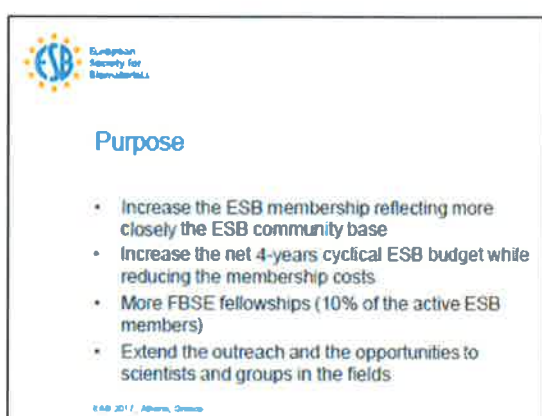 ESB
European
Society for
Biomaterials
Purpose
• Increase the ESB membership reflecting more
closely the ESB community base
• Increase the net 4-years cyclical ESB budget while
reducing the membership costs
• More FBSE fellowships (10% of the active ESB
members)
• Extend the outreach and the opportunities to
scientists and groups in the fields
ESB 2017, Athens, Greece